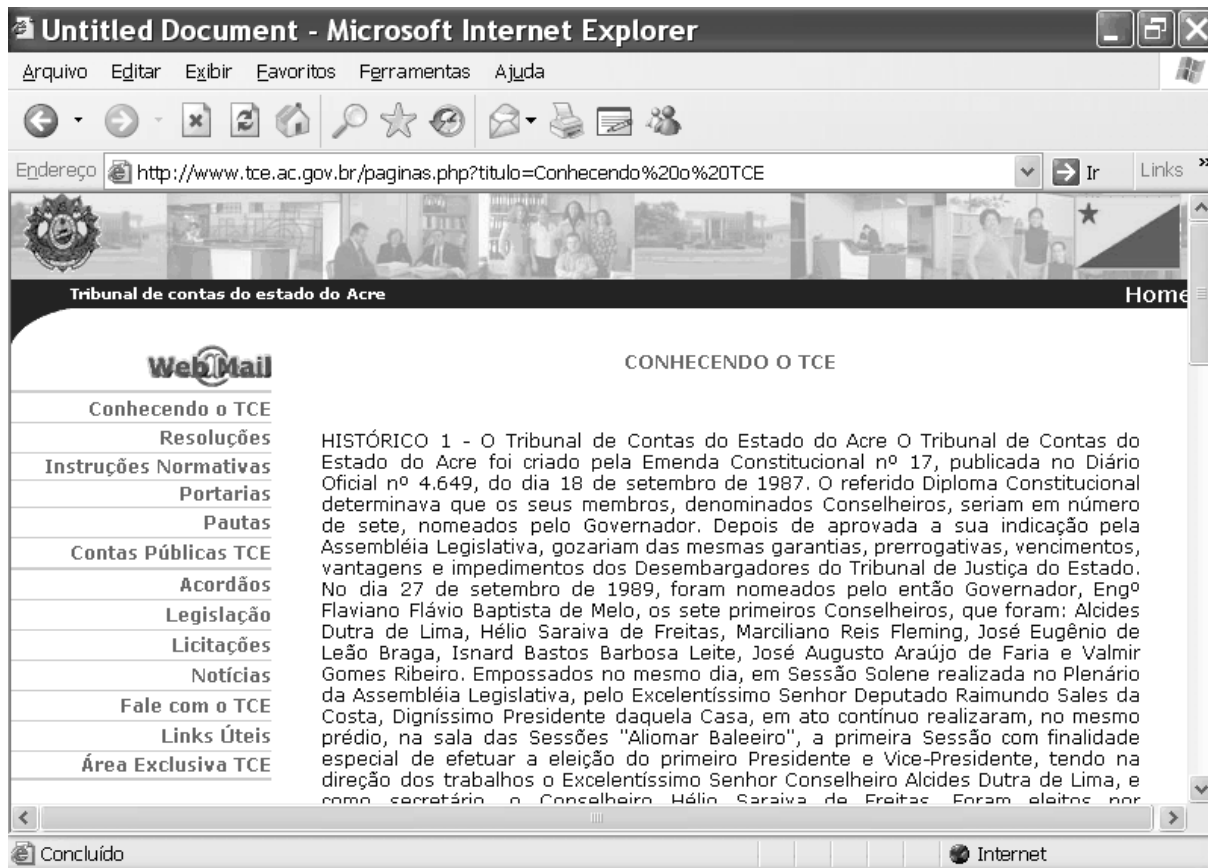 Untitled Document - Microsoft Internet Explorer
Arquivo Editar Exibir Favoritos Ferramentas Ajuda
Endereço http://www.tce.ac.gov.br/paginas.php?titulo=Conhecendo%20o%20TCE Ir Links »
Tribunal de contas do estado do Acre Home
Web Mail
Conhecendo o TCE
Resoluções
Instruções Normativas
Portarias
Pautas
Contas Públicas TCE
Acordãos
Legislação
Licitações
Notícias
Fale com o TCE
Links Úteis
Área Exclusiva TCE
CONHECENDO O TCE
HISTÓRICO 1 - O Tribunal de Contas do Estado do Acre O Tribunal de Contas do
Estado do Acre foi criado pela Emenda Constitucional nº 17, publicada no Diário
Oficial nº 4.649, do dia 18 de setembro de 1987. O referido Diploma Constitucional
determinava que os seus membros, denominados Conselheiros, seriam em número
de sete, nomeados pelo Governador. Depois de aprovada a sua indicação pela
Assembléia Legislativa, gozariam das mesmas garantias, prerrogativas, vencimentos,
vantagens e impedimentos dos Desembargadores do Tribunal de Justiça do Estado.
No dia 27 de setembro de 1989, foram nomeados pelo então Governador, Engº
Flaviano Flávio Baptista de Melo, os sete primeiros Conselheiros, que foram: Alcides
Dutra de Lima, Hélio Saraiva de Freitas, Marciliano Reis Fleming, José Eugênio de
Leão Braga, Isnard Bastos Barbosa Leite, José Augusto Araújo de Faria e Valmir
Gomes Ribeiro. Empossados no mesmo dia, em Sessão Solene realizada no Plenário
da Assembléia Legislativa, pelo Excelentíssimo Senhor Deputado Raimundo Sales da
Costa, Digníssimo Presidente daquela Casa, em ato contínuo realizaram, no mesmo
prédio, na sala das Sessões "Aliomar Baleeiro", a primeira Sessão com finalidade
especial de efetuar a eleição do primeiro Presidente e Vice-Presidente, tendo na
direção dos trabalhos o Excelentíssimo Senhor Conselheiro Alcides Dutra de Lima, e
como secretário, o Conselheiro Hélio Saraiva de Freitas. Foram eleitos por
Concluído Internet